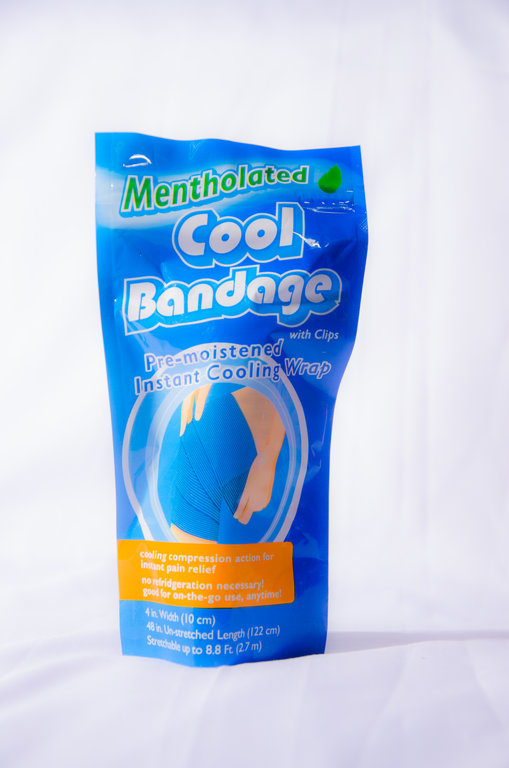 Mentholated
Cool
Bandage
with Clips
Pre-moistened
Instant Cooling Wrap
cooling compression action for
instant pain relief
no refridgeration necessary!
good for on-the-go use, anytime!
4 in. Width (10 cm)
48 in. Un-stretched Length (122 cm)
Stretchable up to 8.8 Ft. (2.7 m)